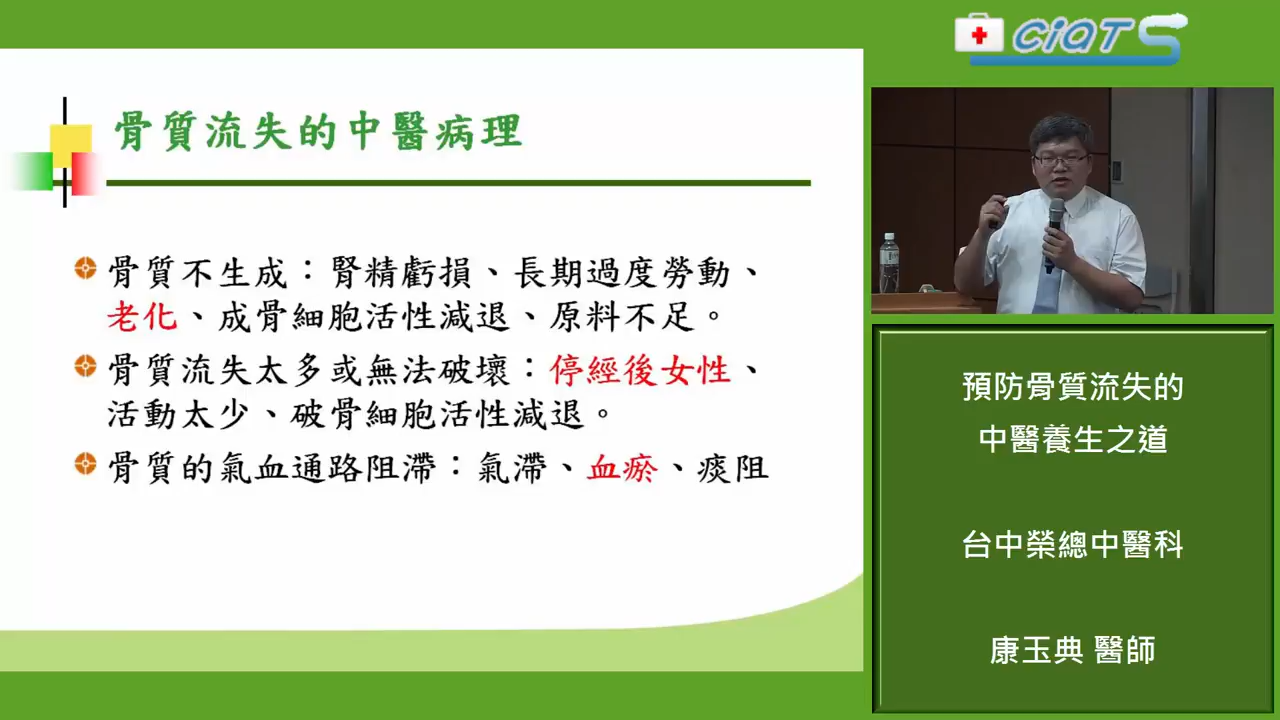 CiQTS
骨質流失的中醫病理
骨質不生成：腎精虧損、長期過度勞動、
老化、成骨細胞活性減退、原料不足。
骨質流失太多或無法破壞：停經後女性、
活動太少、破骨細胞活性減退。
骨質的氣血通路阻滯：氣滯、血瘀、痰阻
預防骨質流失的
中醫養生之道
台中榮總中醫科
康玉典 醫師